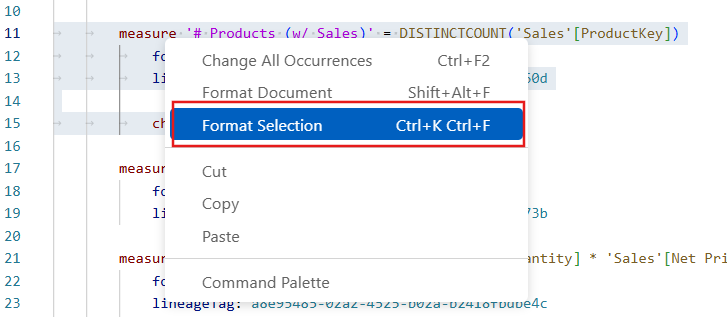 10
11 measure '# Products (w/ Sales)' = DISTINCTCOUNT('Sales'[ProductKey])
12 fo
13 li 60d
14
15 ch
16
17 measur
18 fo
19 li 73b
20
21 measur antity] * 'Sales'[Net Pri
22 fo
23 lineageTag: a8e95485-02a2-4525-b02a-b2418fbdbe4c
Change All Occurrences Ctrl+F2
Format Document Shift+Alt+F
Format Selection Ctrl+K Ctrl+F
Cut
Copy
Paste
Command Palette